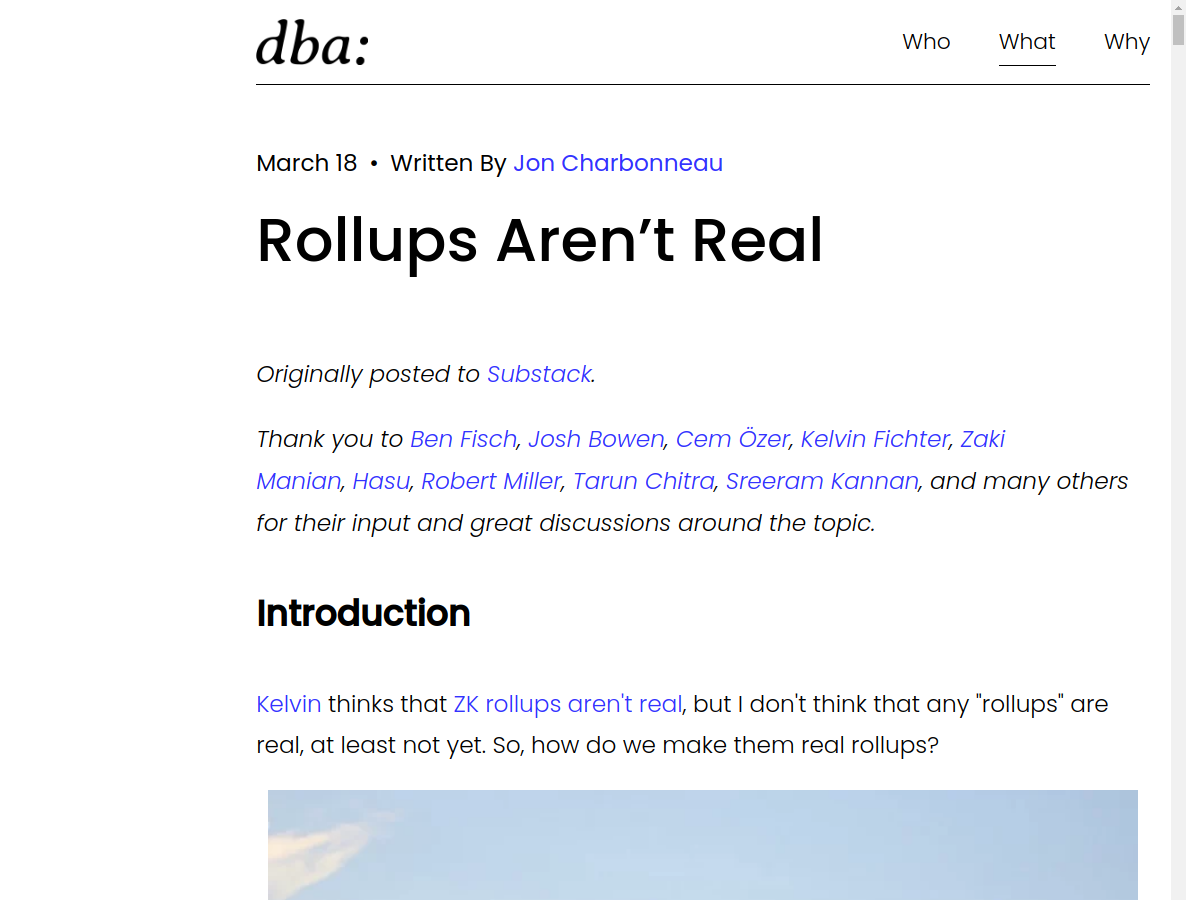 dba:
Who What Why
March 18 • Written By Jon Charbonneau
Rollups Aren’t Real
Originally posted to Substack.
Thank you to Ben Fisch, Josh Bowen, Cem Özer, Kelvin Fichter, Zaki
Manian, Hasu, Robert Miller, Tarun Chitra, Sreeram Kannan, and many others
for their input and great discussions around the topic.
Introduction
Kelvin thinks that ZK rollups aren't real, but I don't think that any "rollups" are
real, at least not yet. So, how do we make them real rollups?